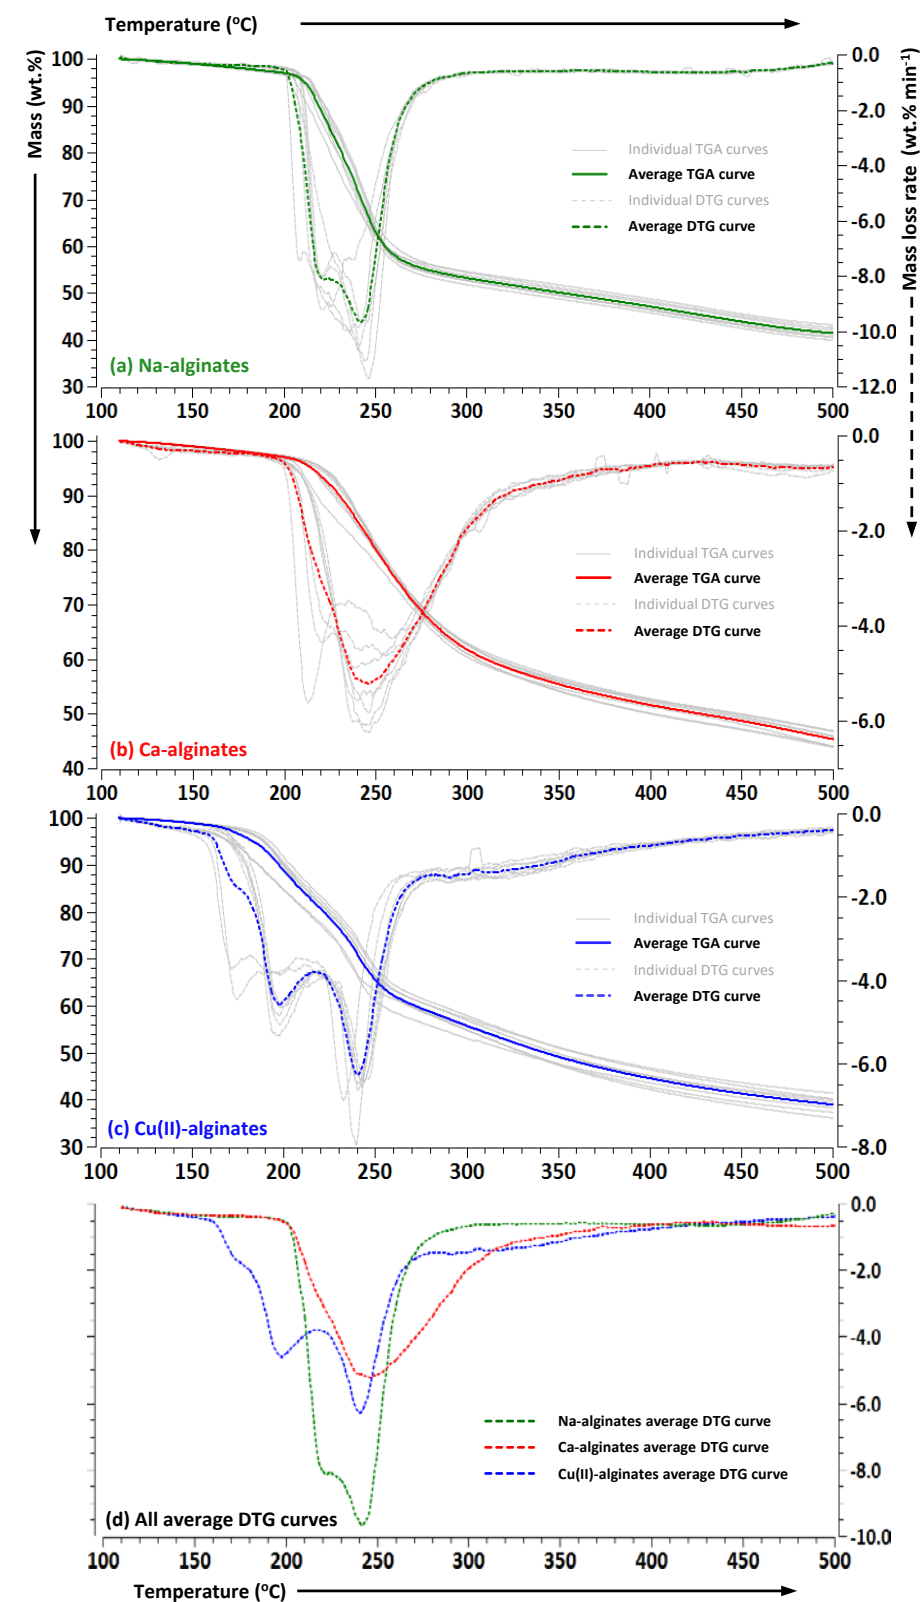 Temperature (°C)
Mass (wt.%)
Mass loss rate (wt.% min⁻¹)
100 0.0
90 -2.0
80 -4.0
70 -6.0
60 -8.0
50 -10.0
40 -12.0
30
Individual TGA curves
Average TGA curve
Individual DTG curves
Average DTG curve
(a) Na-alginates
100 150 200 250 300 350 400 450 500
100 0.0
90 -2.0
80 -4.0
70 -6.0
60
50
40
Individual TGA curves
Average TGA curve
Individual DTG curves
Average DTG curve
(b) Ca-alginates
100 150 200 250 300 350 400 450 500
100 0.0
90 -2.0
80 -4.0
70 -6.0
60 -8.0
50
40
30
Individual TGA curves
Average TGA curve
Individual DTG curves
Average DTG curve
(c) Cu(II)-alginates
100 150 200 250 300 350 400 450 500
0.0
-2.0
-4.0
-6.0
-8.0
-10.0
Na-alginates average DTG curve
Ca-alginates average DTG curve
Cu(II)-alginates average DTG curve
(d) All average DTG curves
100 150 200 250 300 350 400 450 500
Temperature (°C)